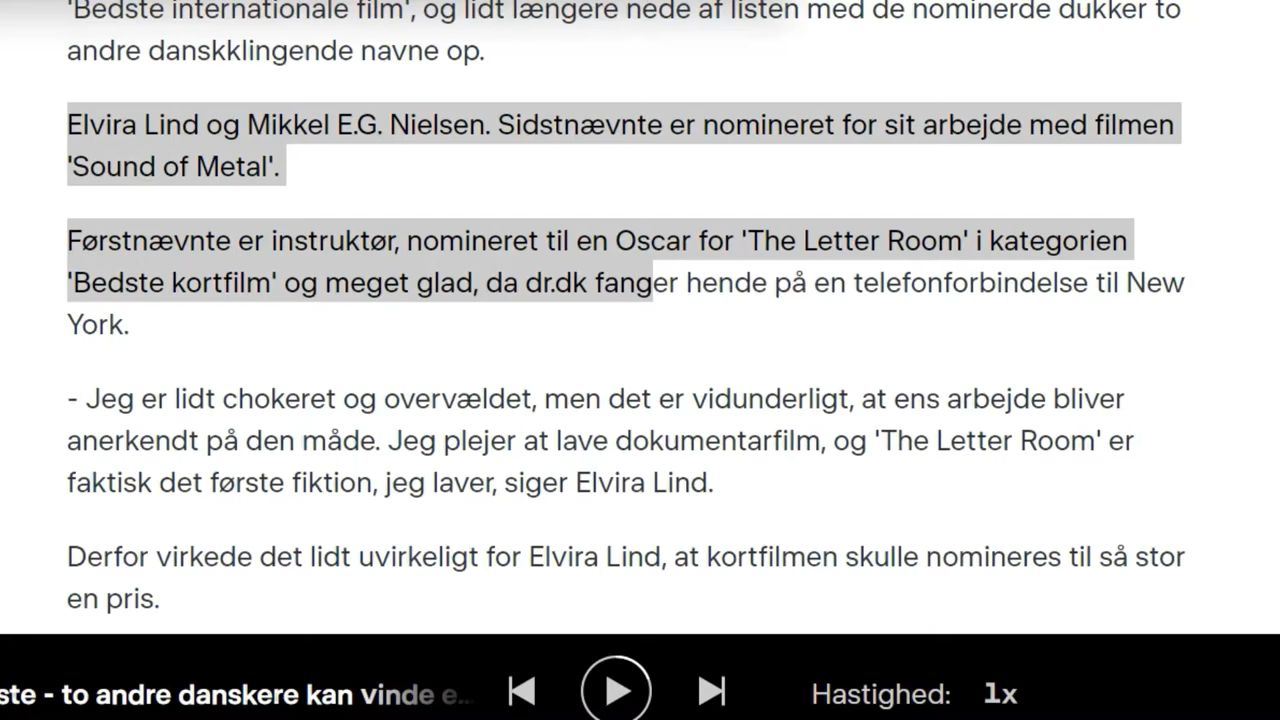 'Bedste internationale film', og lidt længere nede af listen med de nominerde dukker to
andre danskklingende navne op.
Elvira Lind og Mikkel E.G. Nielsen. Sidstnævnte er nomineret for sit arbejde med filmen
'Sound of Metal'.
Førstnævnte er instruktør, nomineret til en Oscar for 'The Letter Room' i kategorien
'Bedste kortfilm' og meget glad, da dr.dk fanger hende på en telefonforbindelse til New
York.
- Jeg er lidt chokeret og overvældet, men det er vidunderligt, at ens arbejde bliver
anerkendt på den måde. Jeg plejer at lave dokumentarfilm, og 'The Letter Room' er
faktisk det første fiktion, jeg laver, siger Elvira Lind.
Derfor virkede det lidt uvirkeligt for Elvira Lind, at kortfilmen skulle nomineres til så stor
en pris.
ste - to andre danskere kan vinde e... Hastighed: 1x